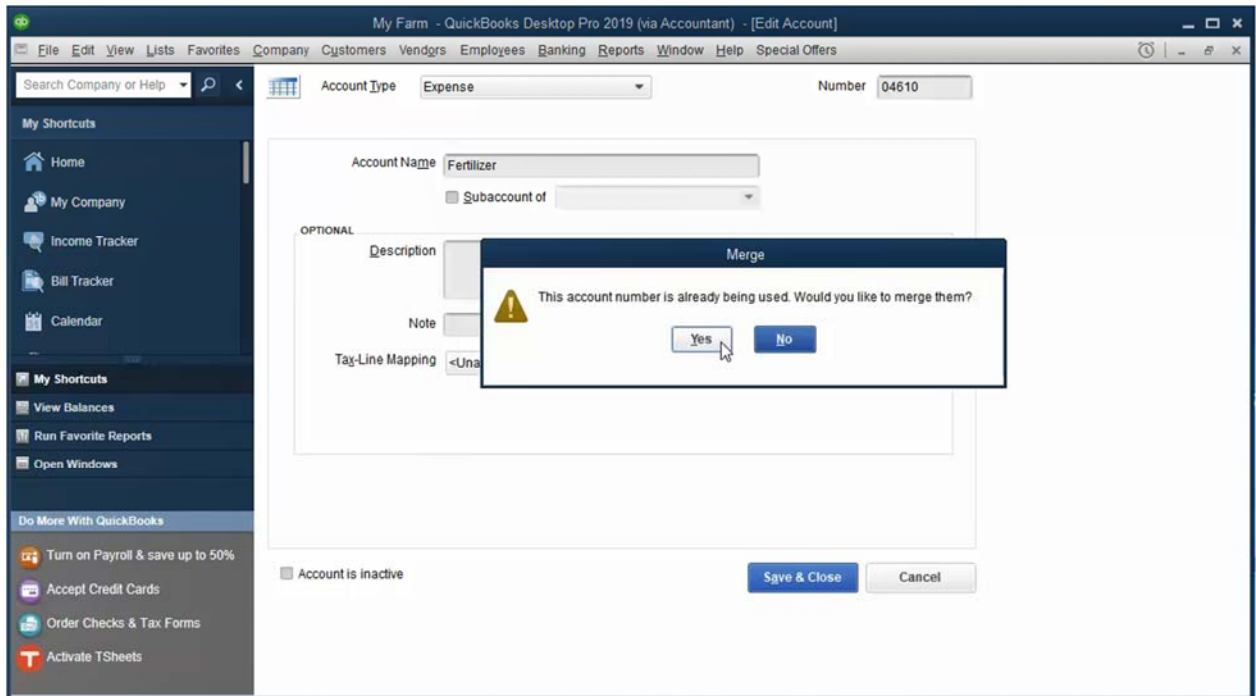 qb
My Farm - QuickBooks Desktop Pro 2019 (via Accountant) - [Edit Account]
File Edit View Lists Favorites Company Customers Vendors Employees Banking Reports Window Help Special Offers
Search Company or Help
Account Type Expense Number 04610
My Shortcuts
Home
My Company
Income Tracker
Bill Tracker
Calendar
Account Name Fertilizer
Subaccount of
OPTIONAL
Description
Note
Tax-Line Mapping <Una
Merge
This account number is already being used. Would you like to merge them?
Yes No
My Shortcuts
View Balances
Run Favorite Reports
Open Windows
Do More With QuickBooks
Turn on Payroll & save up to 50%
Accept Credit Cards
Order Checks & Tax Forms
T Activate TSheets
Account is inactive
Save & Close Cancel